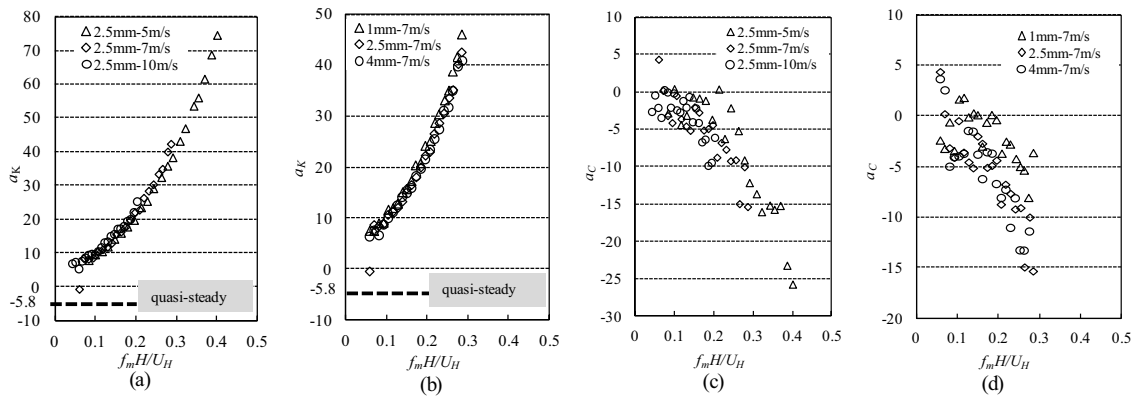 80
70
60
50
40
30
20
10
0
-5.8
-10
a_K
△ 2.5mm-5m/s
◇ 2.5mm-7m/s
○ 2.5mm-10m/s
quasi-steady
0 0.1 0.2 0.3 0.4 0.5
f_mH/U_H
(a)
50
40
30
20
10
0
-5.8
-10
a_K
△ 1mm-7m/s
◇ 2.5mm-7m/s
○ 4mm-7m/s
quasi-steady
0 0.1 0.2 0.3 0.4 0.5
f_mH/U_H
(b)
10
5
0
-5
-10
-15
-20
-25
-30
a_C
△ 2.5mm-5m/s
◇ 2.5mm-7m/s
○ 2.5mm-10m/s
0 0.1 0.2 0.3 0.4 0.5
f_mH/U_H
(c)
10
5
0
-5
-10
-15
-20
a_C
△ 1mm-7m/s
◇ 2.5mm-7m/s
○ 4mm-7m/s
0 0.1 0.2 0.3 0.4 0.5
f_mH/U_H
(d)